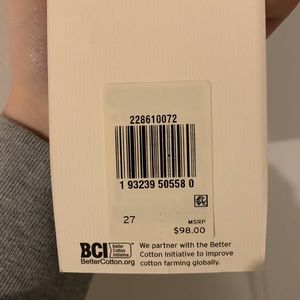 228610072
1 93239 50558 0
27
MSRP
$98.00
BCI Better Cotton Initiative
BetterCotton.org
We partner with the Better
Cotton Initiative to improve
cotton farming globally.